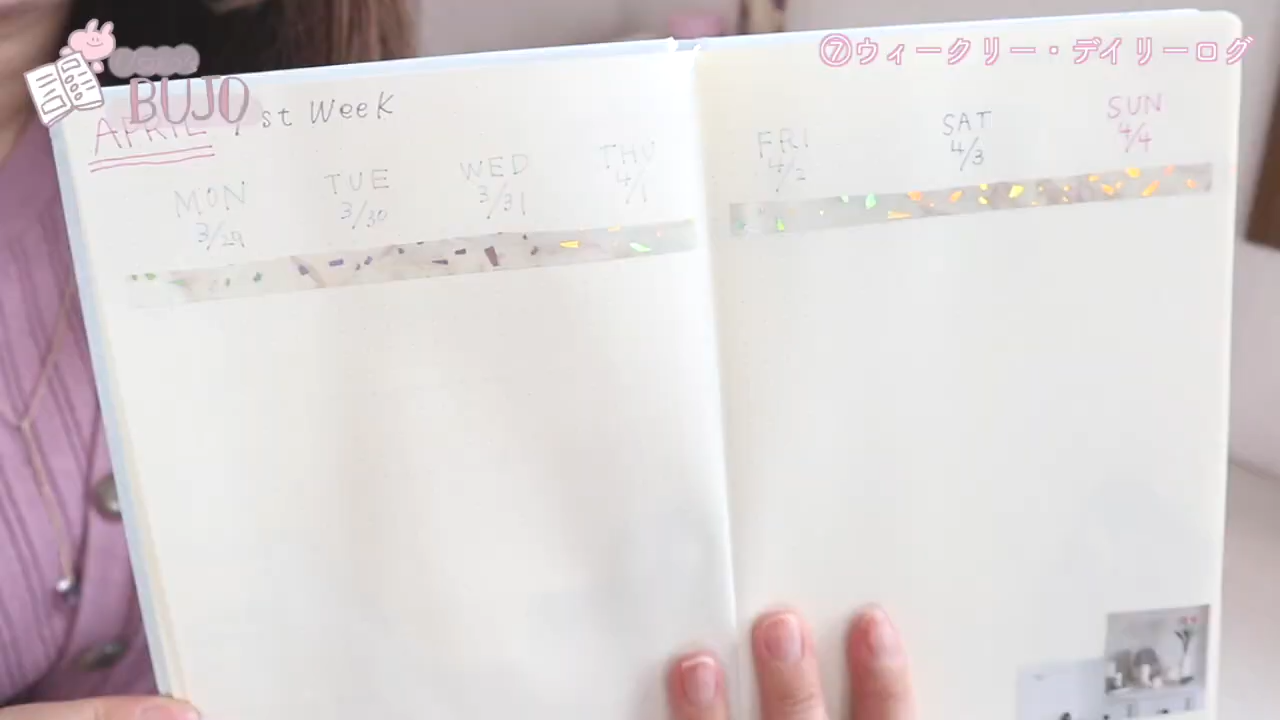 ⑦ウィークリー・デイリーログ
BUJO
APRIL 1st Week
MON
3/29
TUE
3/30
WED
3/31
THU
4/1
FRI
4/2
SAT
4/3
SUN
4/4